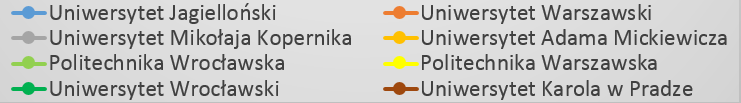 Uniwersytet Jagielloński Uniwersytet Warszawski
Uniwersytet Mikołaja Kopernika Uniwersytet Adama Mickiewicza
Politechnika Wrocławska Politechnika Warszawska
Uniwersytet Wrocławski Uniwersytet Karola w Pradze